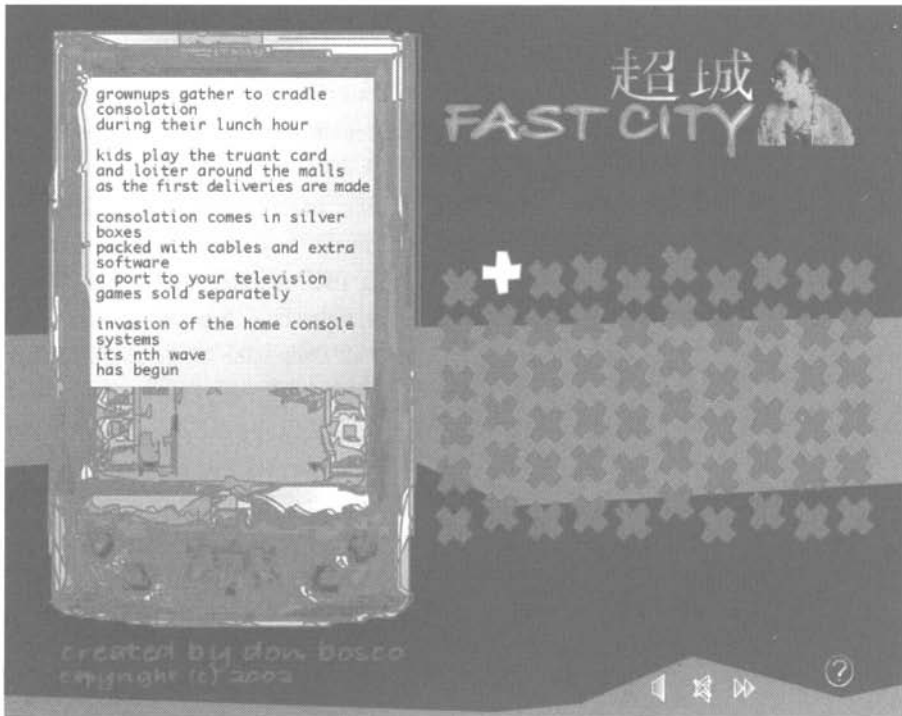 grownups gather to cradle
consolation
during their lunch hour
kids play the truant card
and loiter around the malls
as the first deliveries are made
consolation comes in silver
boxes
packed with cables and extra
software
a port to your television
games sold separately
invasion of the home console
systems
its nth wave
has begun
超城
FAST CITY
created by don bosco
copyright (c) 2002
?